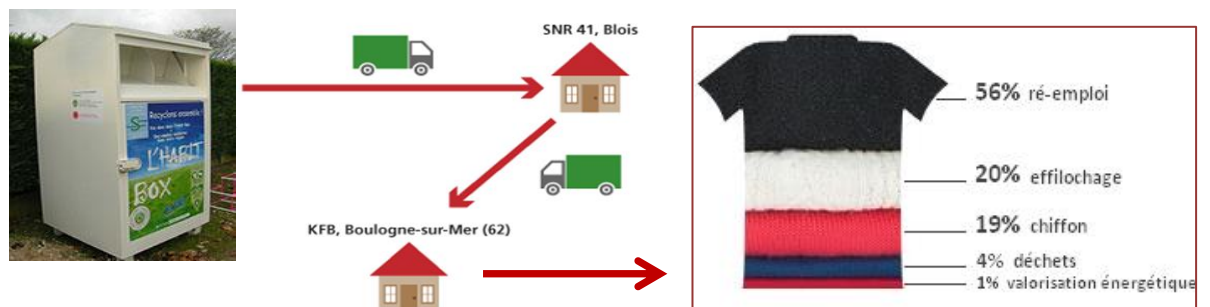 Recyclons ensemble
L'HABIT
BOX
SNR 41, Blois
KFB, Boulogne-sur-Mer (62)
56% ré-emploi
20% effilochage
19% chiffon
4% déchets
1% valorisation énergétique